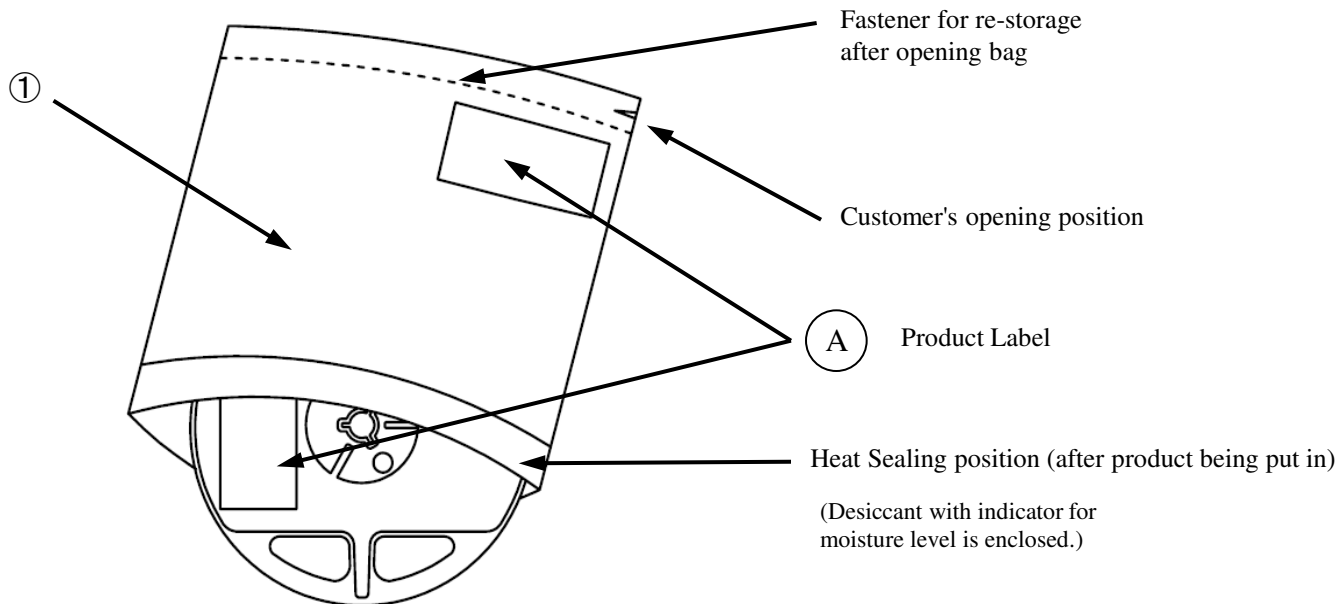 Fastener for re-storage
after opening bag
①
Customer's opening position
A Product Label
Heat Sealing position (after product being put in)
(Desiccant with indicator for
moisture level is enclosed.)